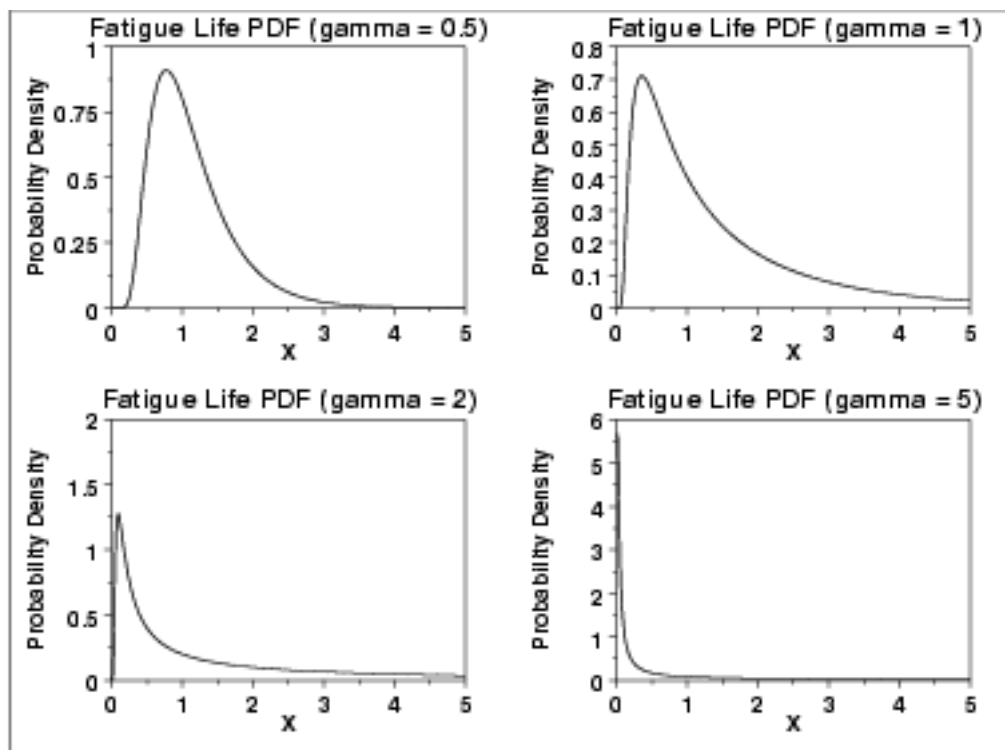 Fatigue Life PDF (gamma = 0.5)
Probability Density
1
0.75
0.5
0.25
0
0 1 2 3 4 5
X
Fatigue Life PDF (gamma = 1)
Probability Density
0.8
0.7
0.6
0.5
0.4
0.3
0.2
0.1
0
0 1 2 3 4 5
X
Fatigue Life PDF (gamma = 2)
Probability Density
2
1.5
1
0.5
0
0 1 2 3 4 5
X
Fatigue Life PDF (gamma = 5)
Probability Density
6
5
4
3
2
1
0
0 1 2 3 4 5
X